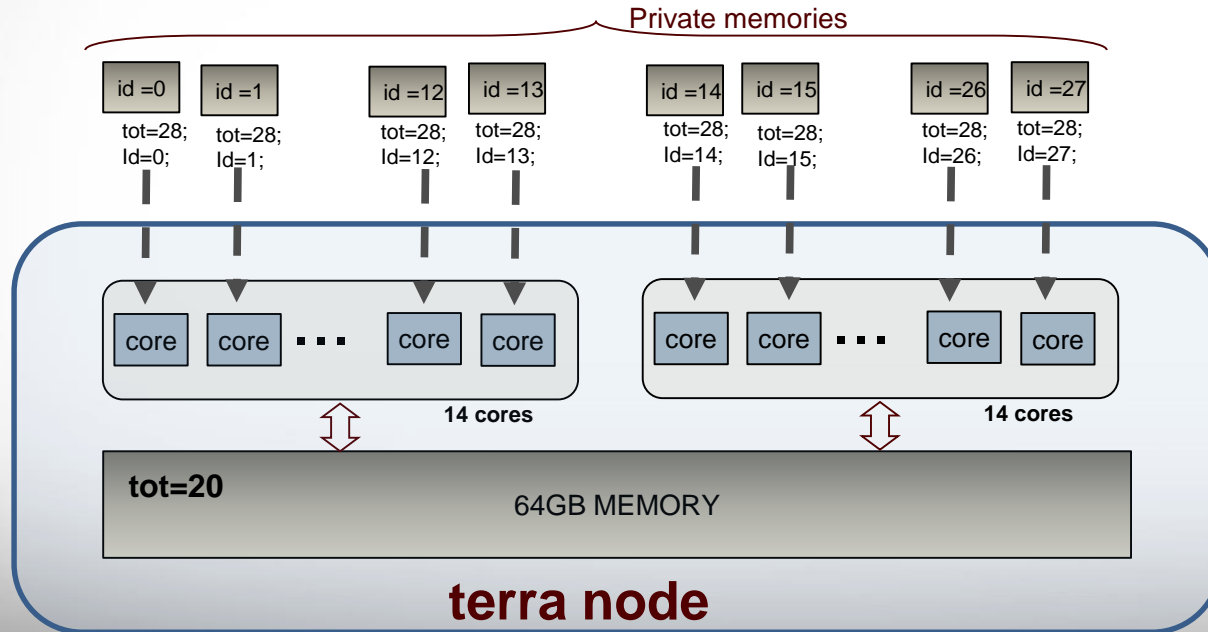 Private memories
id =0
id =1
id =12
id =13
id =14
id =15
id =26
id =27
tot=28;
Id=0;
tot=28;
Id=1;
tot=28;
Id=12;
tot=28;
Id=13;
tot=28;
Id=14;
tot=28;
Id=15;
tot=28;
Id=26;
tot=28;
Id=27;
core
core
core
core
core
core
core
core
14 cores
14 cores
tot=20
64GB MEMORY
terra node